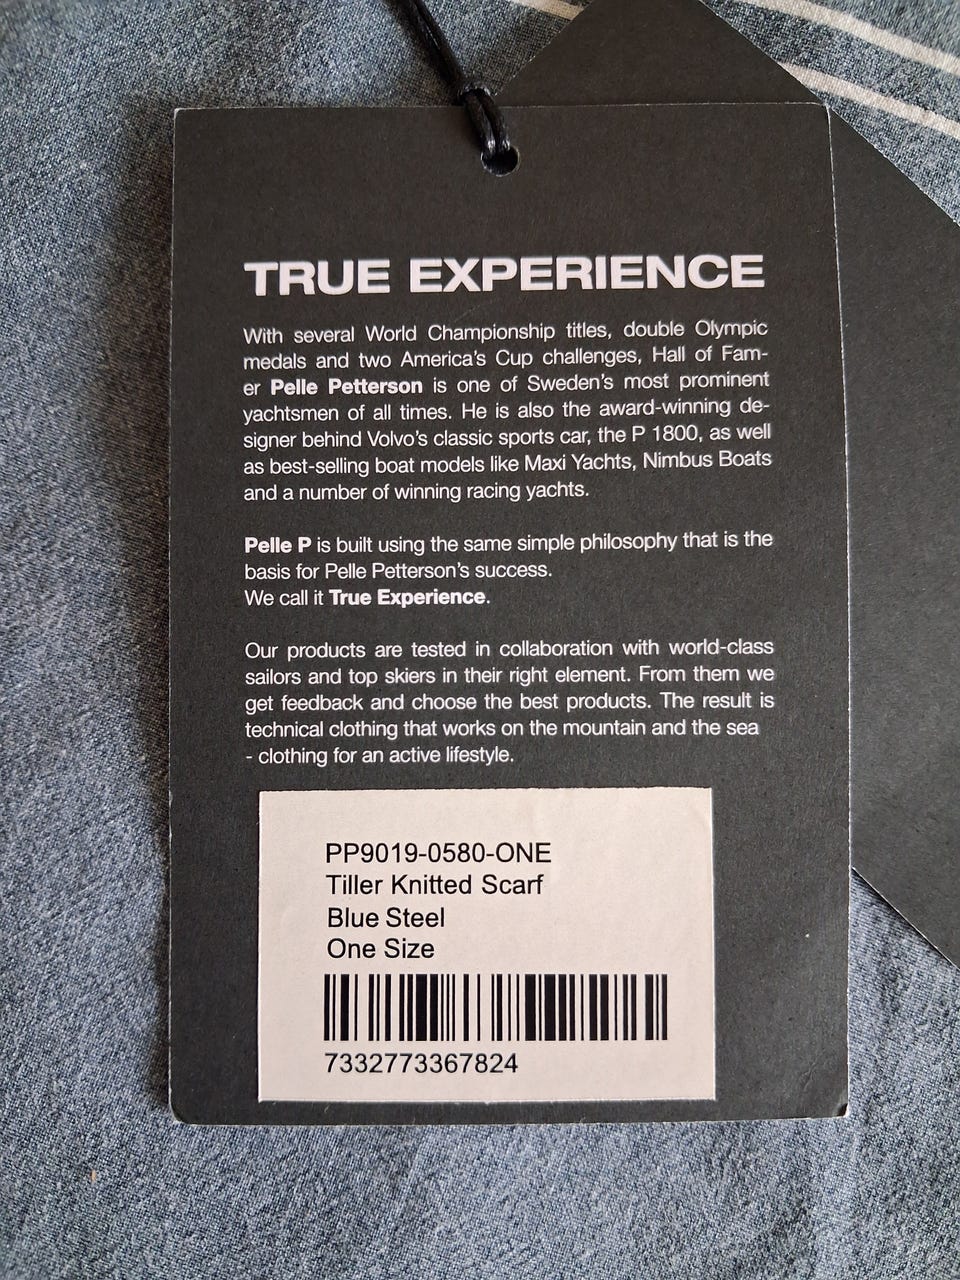 TRUE EXPERIENCE
With several World Championship titles, double Olympic
medals and two America's Cup challenges, Hall of Fam-
er Pelle Petterson is one of Sweden's most prominent
yachtsmen of all times. He is also the award-winning de-
signer behind Volvo's classic sports car, the P 1800, as well
as best-selling boat models like Maxi Yachts, Nimbus Boats
and a number of winning racing yachts.
Pelle P is built using the same simple philosophy that is the
basis for Pelle Petterson's success.
We call it True Experience.
Our products are tested in collaboration with world-class
sailors and top skiers in their right element. From them we
get feedback and choose the best products. The result is
technical clothing that works on the mountain and the sea
- clothing for an active lifestyle.
PP9019-0580-ONE
Tiller Knitted Scarf
Blue Steel
One Size
7332773367824